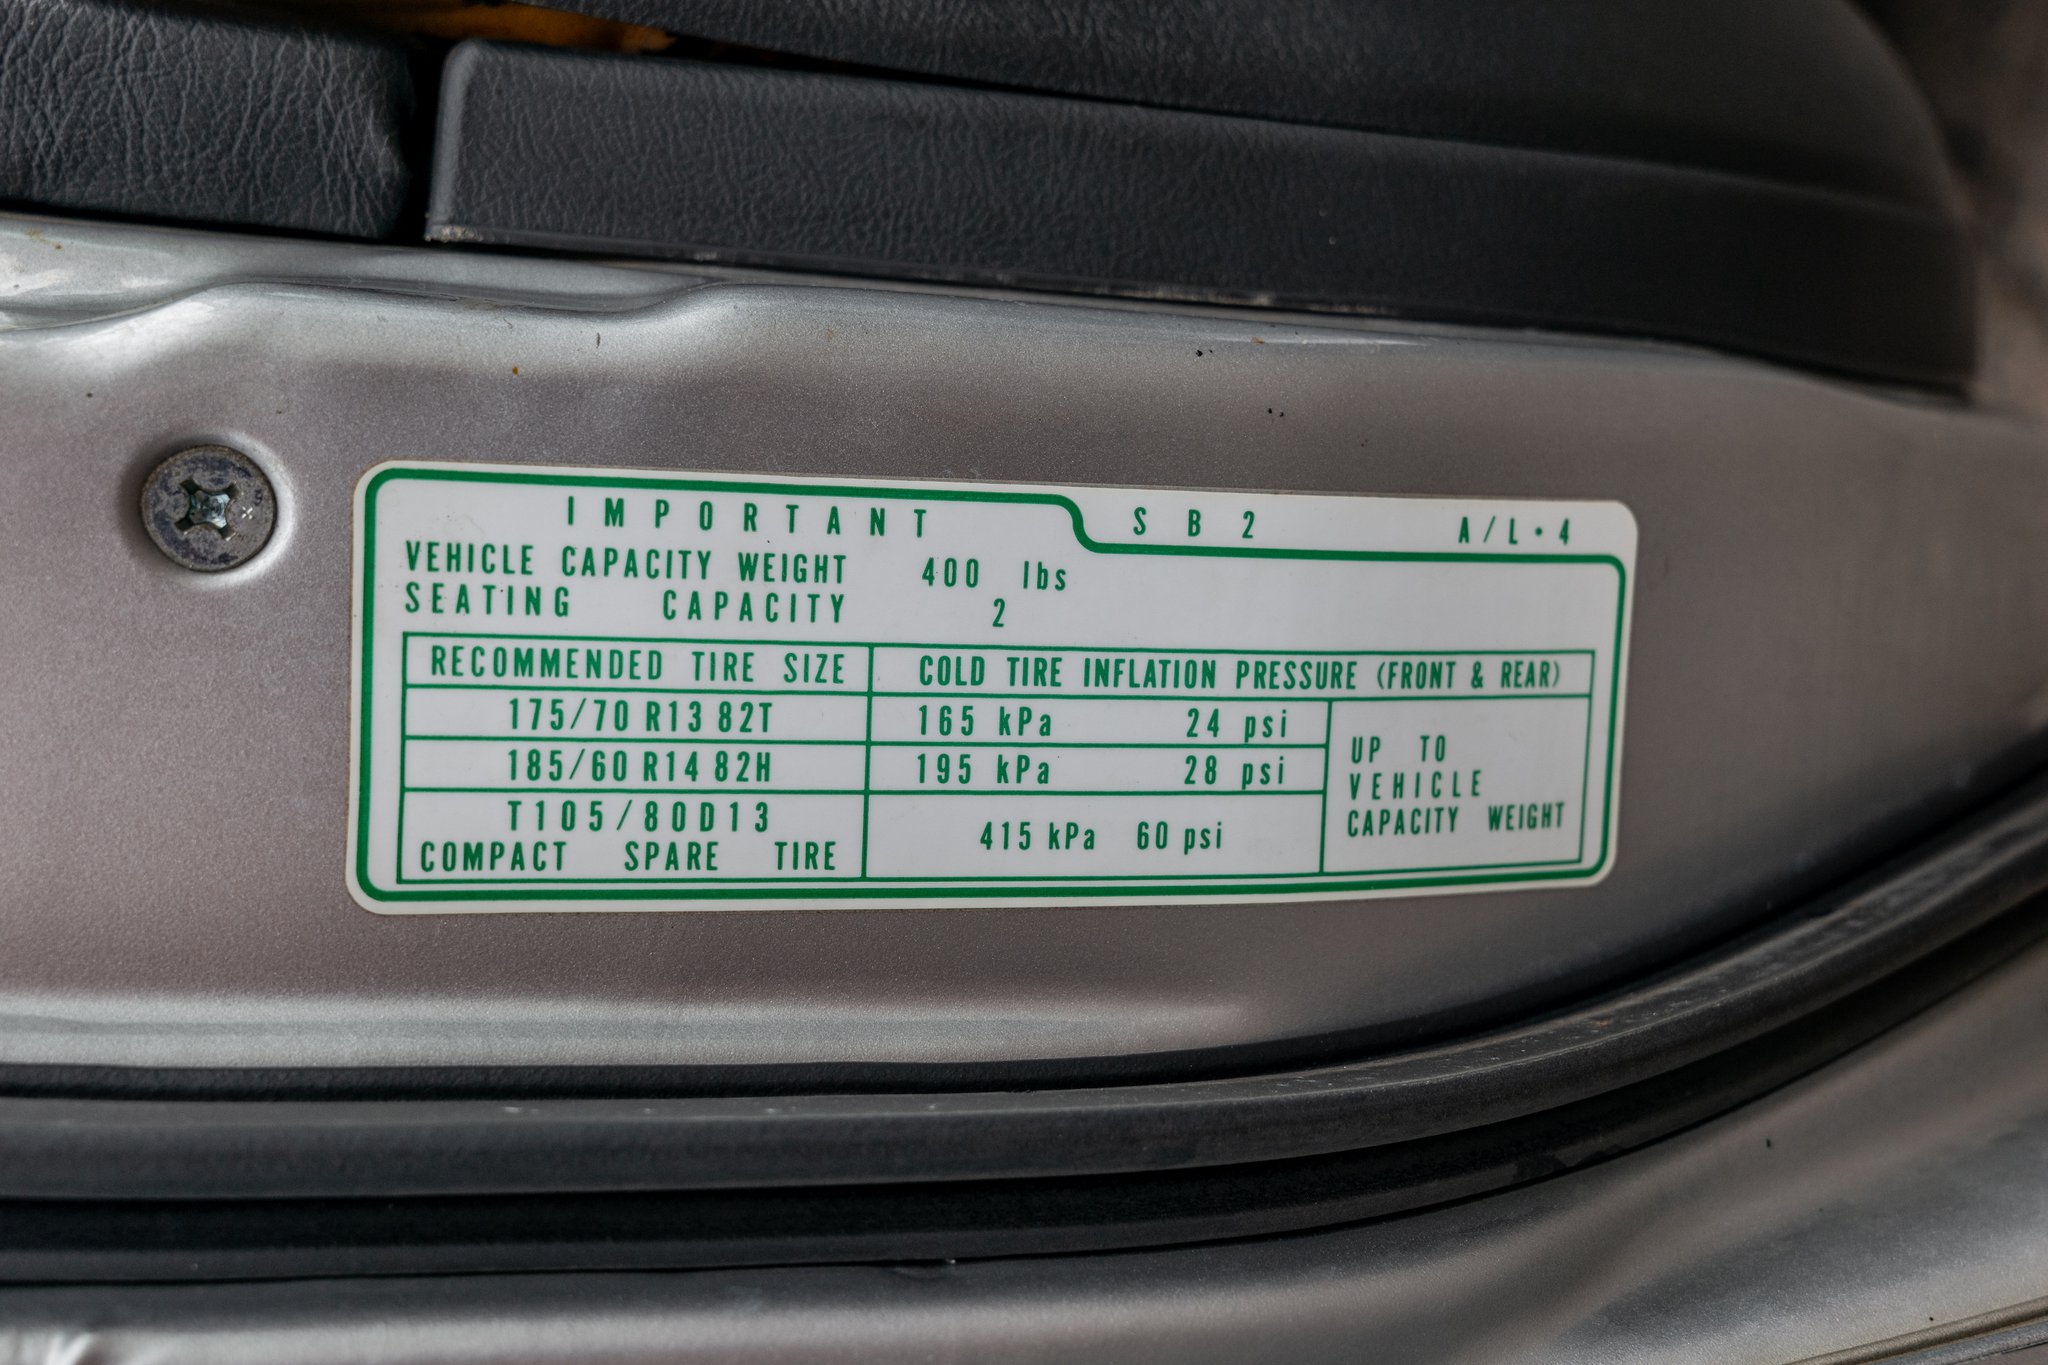 IMPORTANT SB2 A/L·4
VEHICLE CAPACITY WEIGHT 400 lbs
SEATING CAPACITY 2
RECOMMENDED TIRE SIZE COLD TIRE INFLATION PRESSURE (FRONT & REAR)
175/70 R13 82T 165 kPa 24 psi
185/60 R14 82H 195 kPa 28 psi
T105/80D13
COMPACT SPARE TIRE 415 kPa 60 psi
UP TO
VEHICLE
CAPACITY WEIGHT